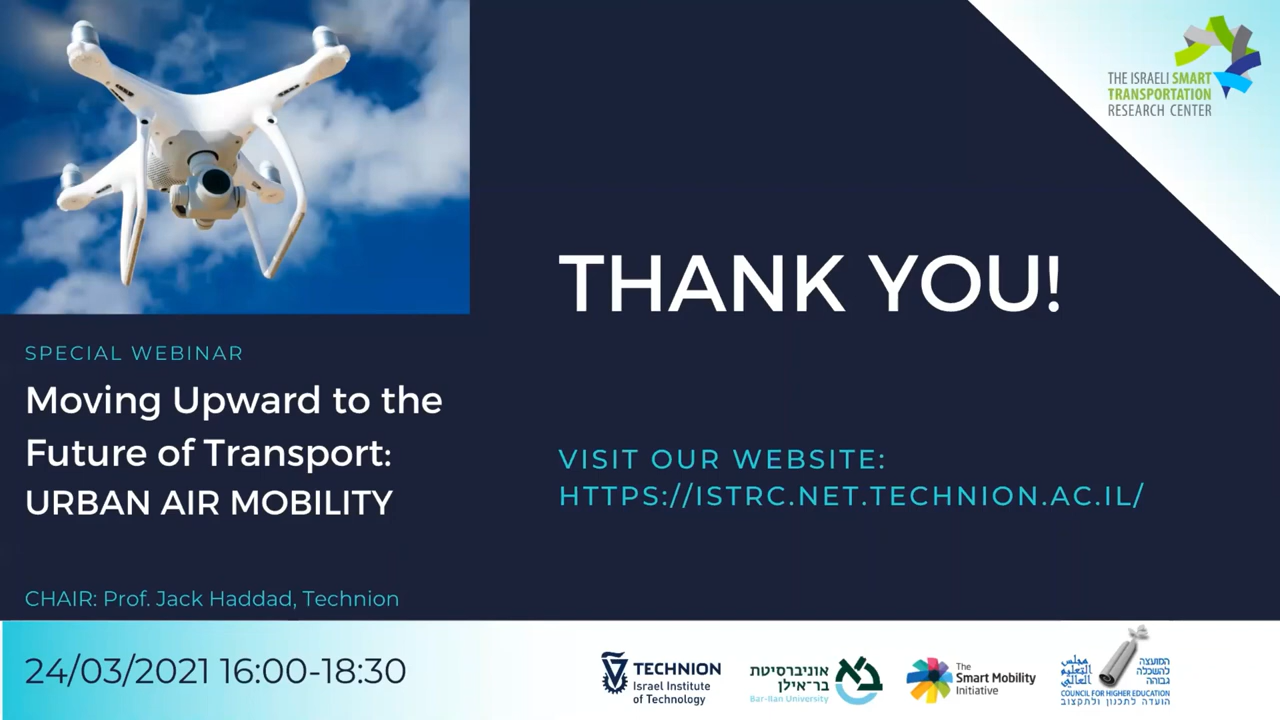 THE ISRAELI SMART
TRANSPORTATION
RESEARCH CENTER
THANK YOU!
SPECIAL WEBINAR
Moving Upward to the
Future of Transport:
URBAN AIR MOBILITY
VISIT OUR WEBSITE:
HTTPS://ISTRC.NET.TECHNION.AC.IL/
CHAIR: Prof. Jack Haddad, Technion
24/03/2021 16:00-18:30
TECHNION
Israel Institute
of Technology
אוניברסיטת
בר־אילן
Bar-Ilan University
The
Smart Mobility
Initiative
مجلس
التعليم
العالي
המועצה
להשכלה
גבוהה
COUNCIL FOR HIGHER EDUCATION
הועדה לתכנון ולתקצוב